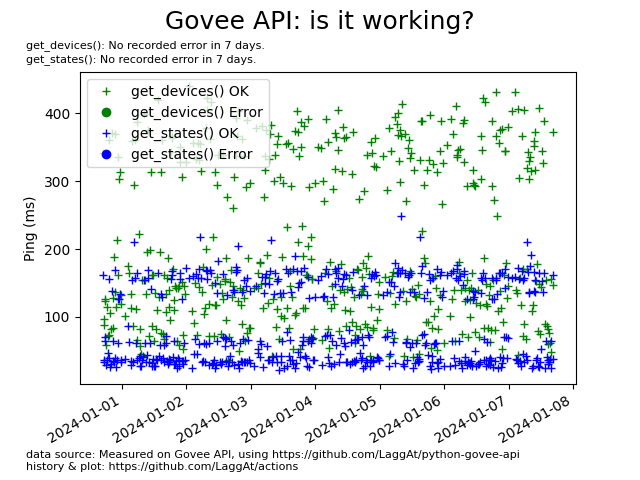 Govee API: is it working?
get_devices(): No recorded error in 7 days.
get_states(): No recorded error in 7 days.
get_devices() OK
get_devices() Error
get_states() OK
get_states() Error
Ping (ms)
400
300
200
100
2024-01-01
2024-01-02
2024-01-03
2024-01-04
2024-01-05
2024-01-06
2024-01-07
2024-01-08
data source: Measured on Govee API, using https://github.com/LaggAt/python-govee-api
history & plot: https://github.com/LaggAt/actions